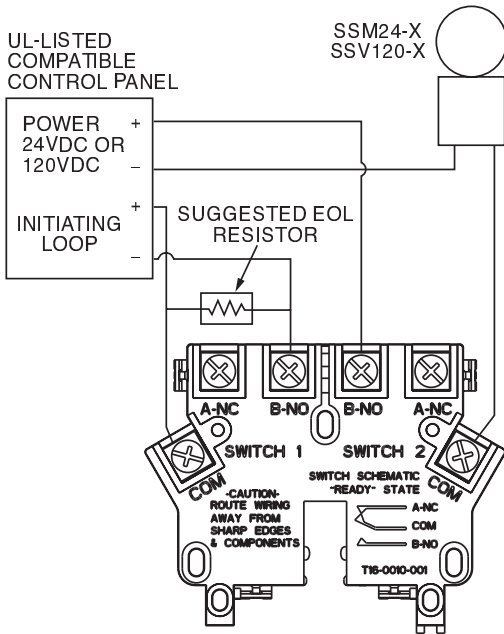 UL-LISTED
COMPATIBLE
CONTROL PANEL
SSM24-X
SSV120-X
POWER +
24VDC OR
120VDC –
+
INITIATING
LOOP
–
SUGGESTED EOL
RESISTOR
A-NC B-NO B-NO A-NC
SWITCH 1 SWITCH 2
COM COM
-CAUTION-
ROUTE WIRING
AWAY FROM
SHARP EDGES
& COMPONENTS
SWITCH SCHEMATIC
"READY" STATE
A-NC
COM
B-NO
T16-0010-001